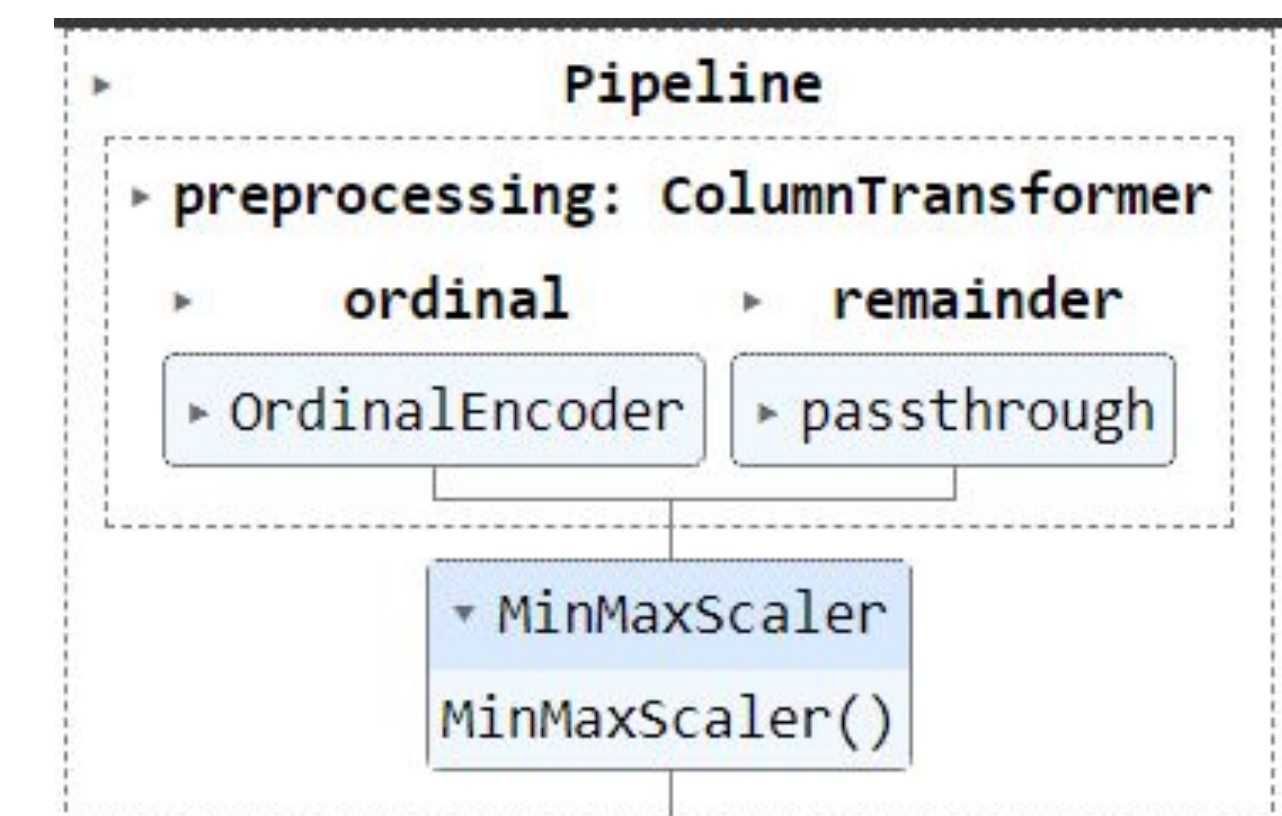 Pipeline
preprocessing: ColumnTransformer
ordinal remainder
OrdinalEncoder passthrough
MinMaxScaler
MinMaxScaler()